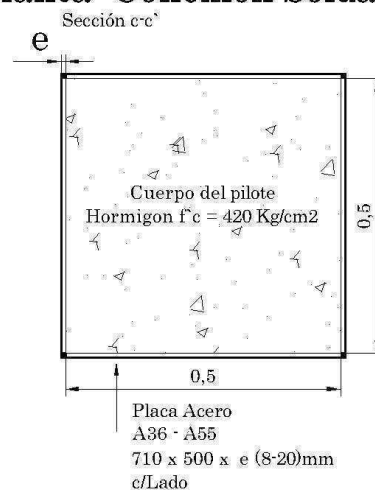 Sección c-c`
e
Cuerpo del pilote
Hormigon f`c = 420 Kg/cm2
0,5
0,5
Placa Acero
A36 - A55
710 x 500 x e (8-20)mm
c/Lado